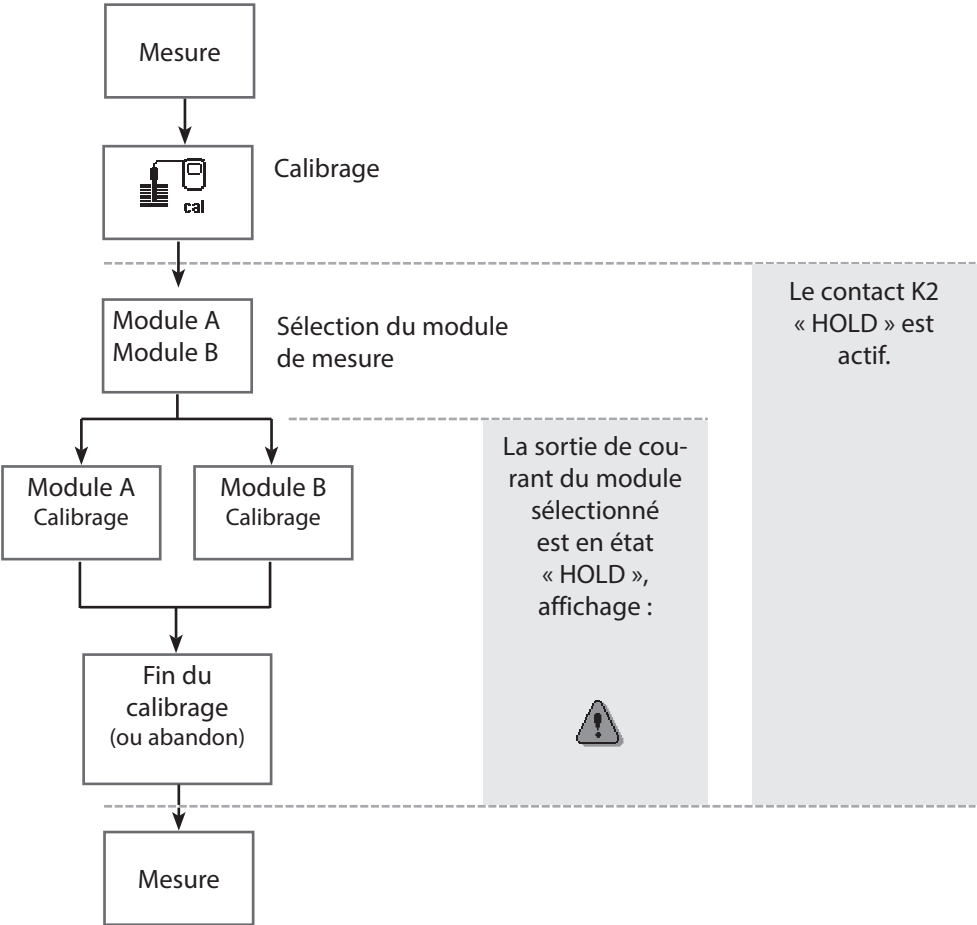 Mesure
Calibrage
cal
Module A
Module B
Sélection du module
de mesure
Le contact K2
« HOLD » est
actif.
Module A
Calibrage
Module B
Calibrage
La sortie de cou-
rant du module
sélectionné
est en état
« HOLD »,
affichage :
Fin du
calibrage
(ou abandon)
Mesure